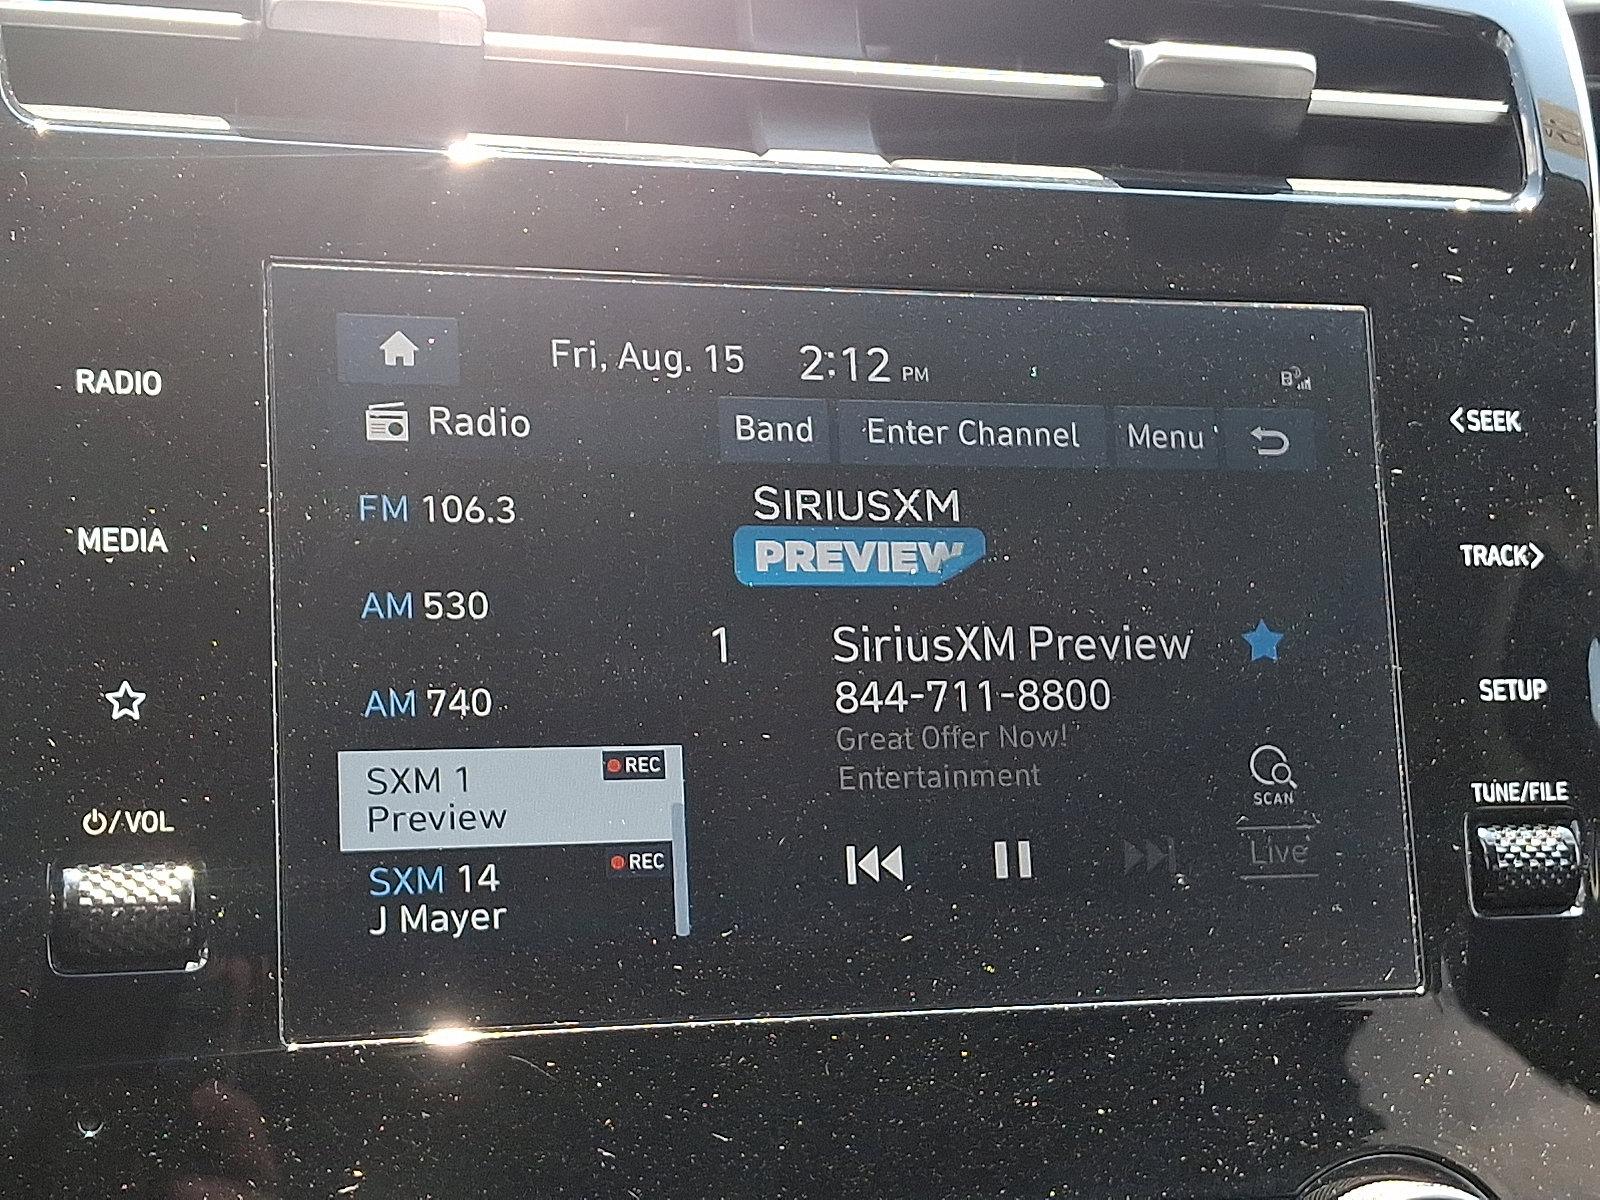 RADIO
MEDIA
/VOL
Fri, Aug. 15 2:12 PM
B
Radio
Band Enter Channel Menu
FM 106.3
AM 530
AM 740
SXM 1 REC
Preview
SXM 14 REC
J Mayer
SIRIUSXM
PREVIEW
1 SiriusXM Preview
844-711-8800
Great Offer Now!
Entertainment
SCAN
Live
<SEEK
TRACK>
SETUP
TUNE/FILE